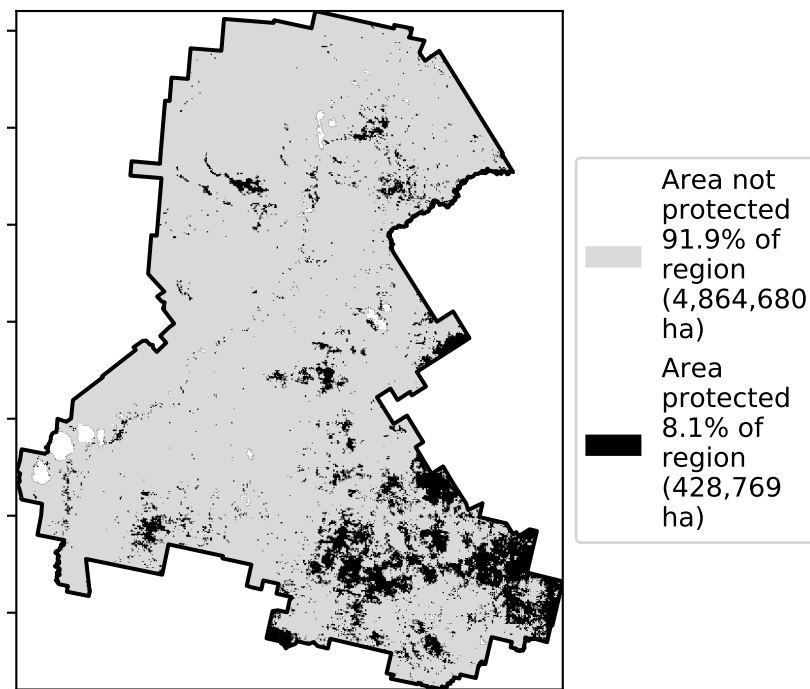 Area not
protected
91.9% of
region
(4,864,680
ha)
Area
protected
8.1% of
region
(428,769
ha)